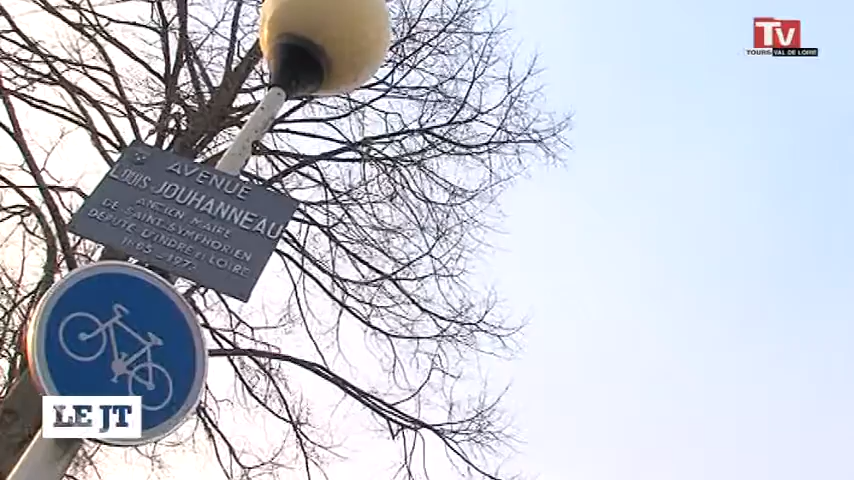 TV
TOURS VAL DE LOIRE
AVENUE
LOUIS JOUHANNEAU
ANCIEN MAIRE
DE SAINT-SYMPHORIEN
DÉPUTÉ D'INDRE ET LOIRE
LE JT